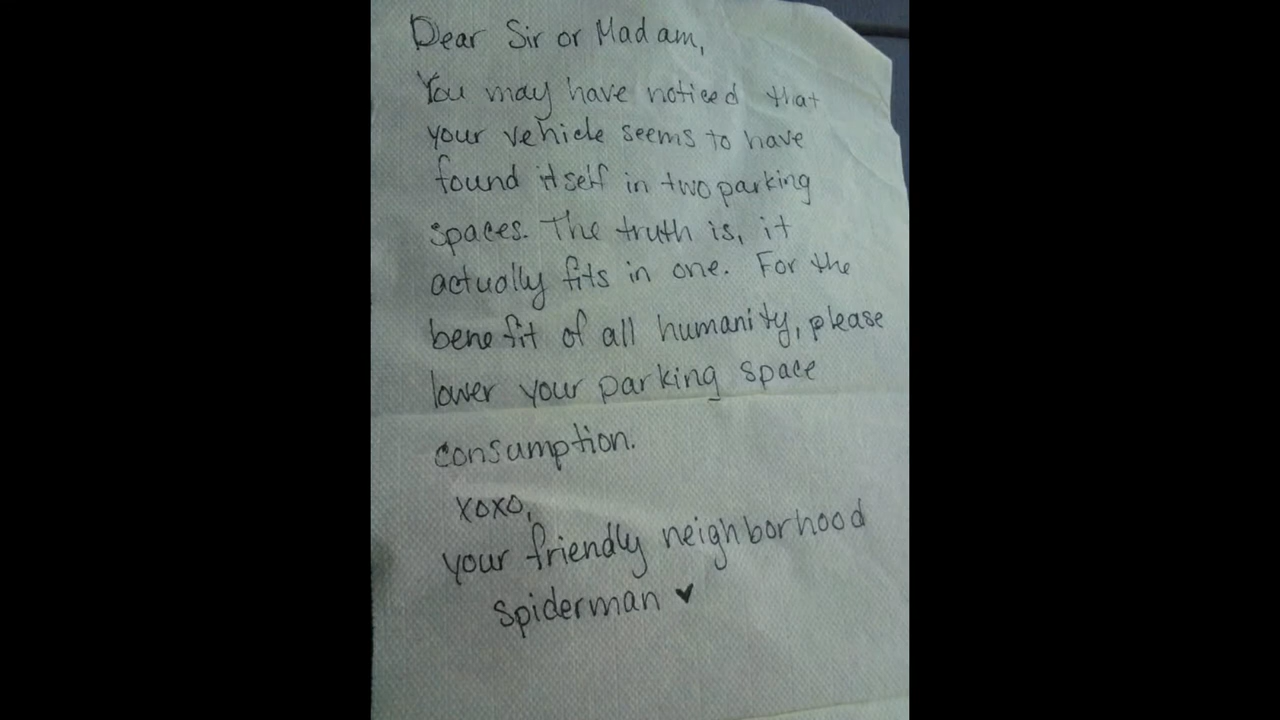 Dear Sir or Madam,
You may have noticed that
your vehicle seems to have
found itself in two parking
spaces. The truth is, it
actually fits in one. For the
benefit of all humanity, please
lower your parking space
consumption.
xoxo,
your friendly neighborhood
spiderman ♥